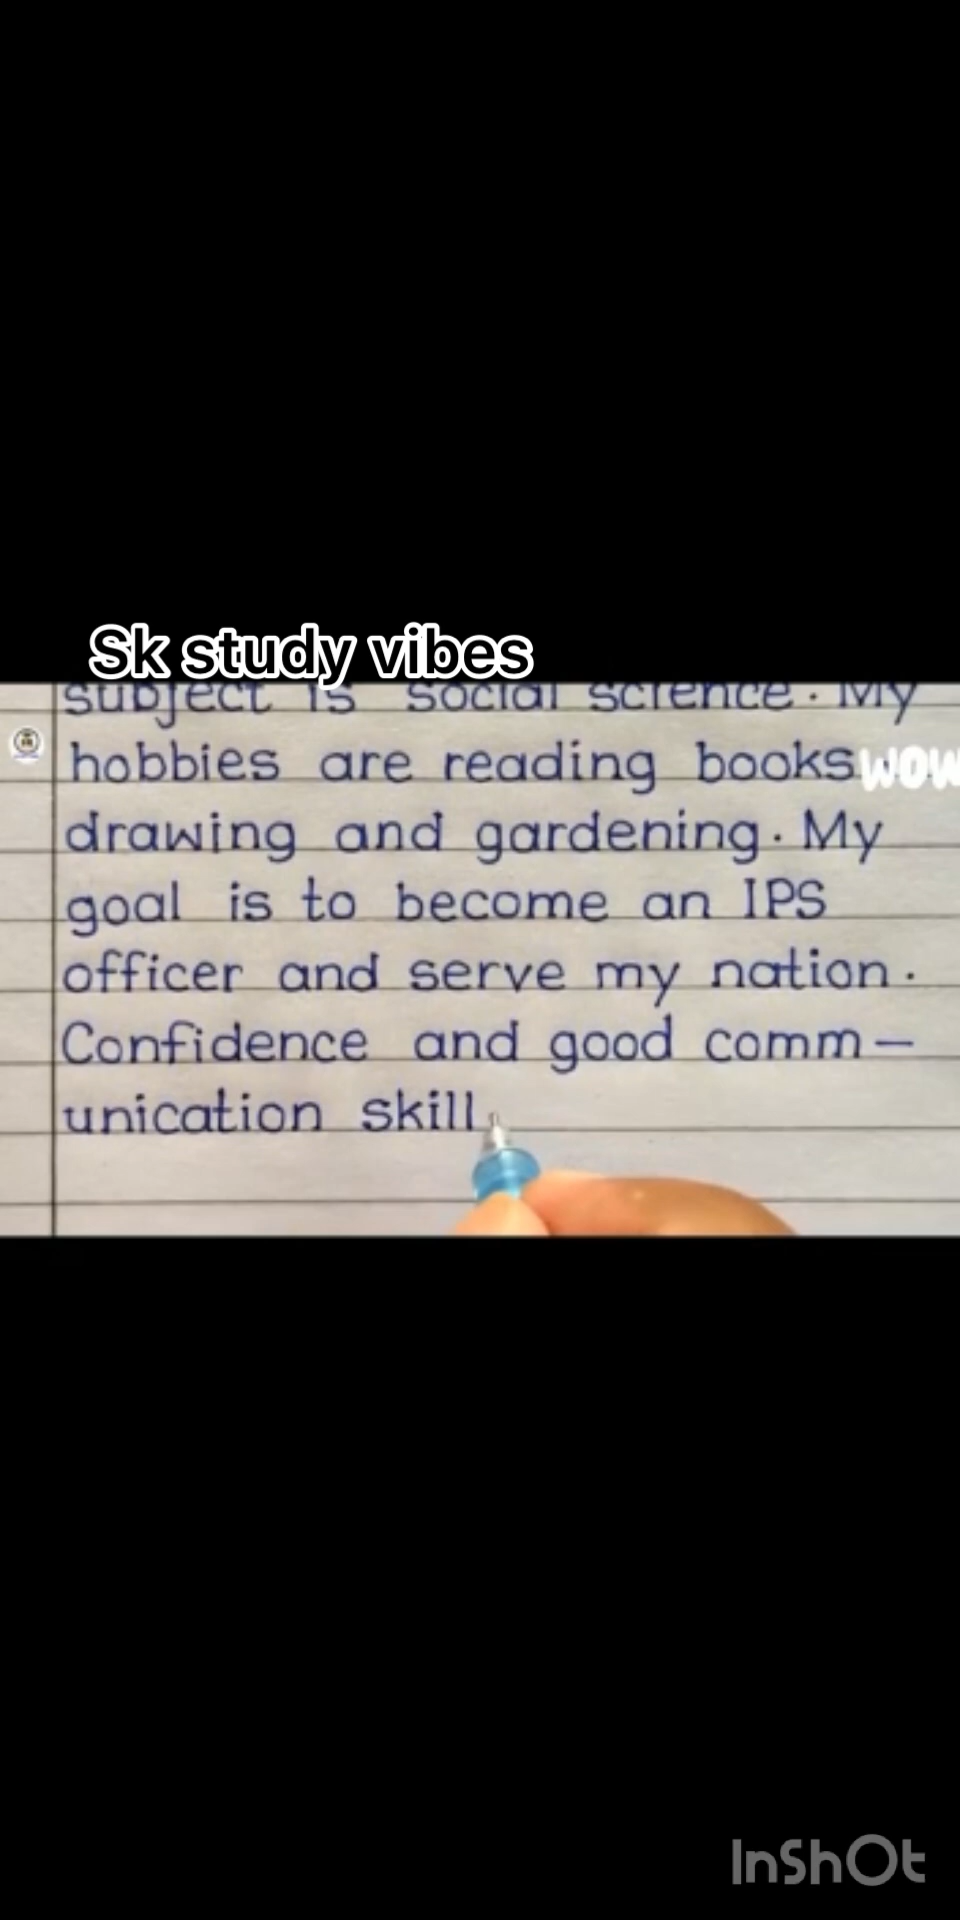 Sk study vibes
subject is social science. My
hobbies are reading books wow
drawing and gardening. My
goal is to become an IPS
officer and serve my nation.
Confidence and good comm-
unication skill
InShOt